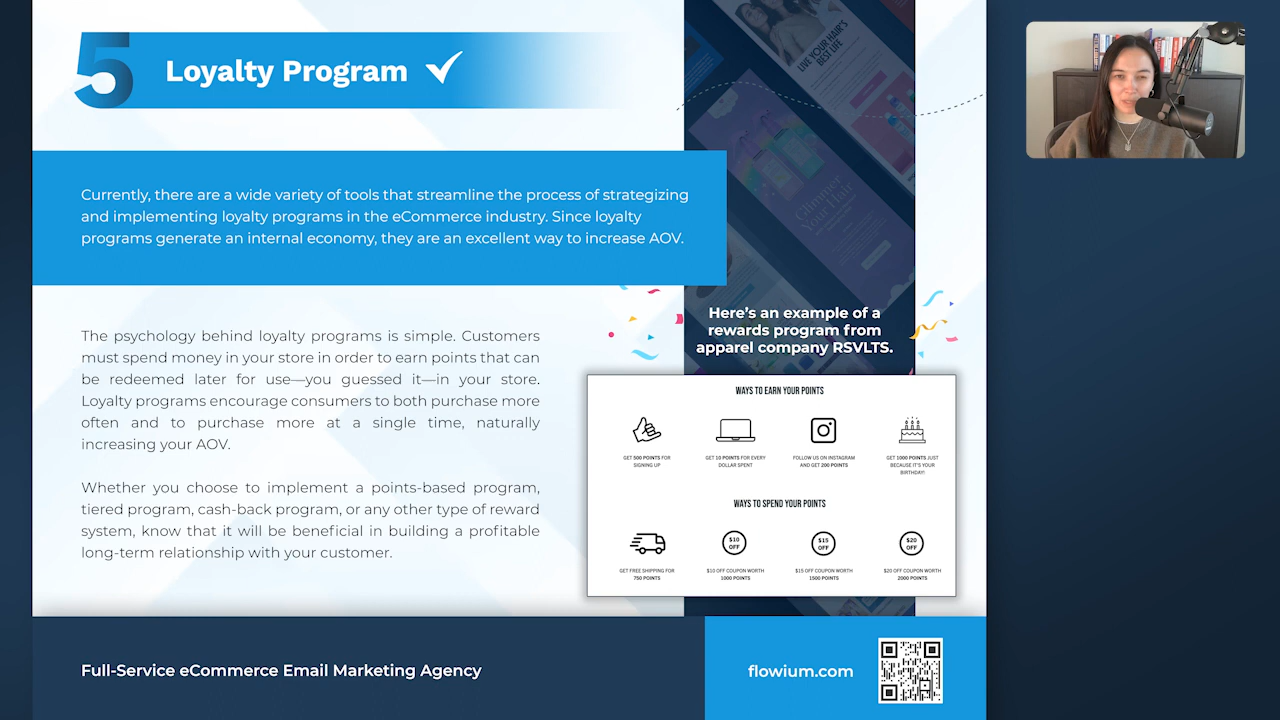 5
Loyalty Program
LIVE YOUR HAIR'S
BEST LIFE
Glimmer
Your Hair
Currently, there are a wide variety of tools that streamline the process of strategizing
and implementing loyalty programs in the eCommerce industry. Since loyalty
programs generate an internal economy, they are an excellent way to increase AOV.
The psychology behind loyalty programs is simple. Customers
must spend money in your store in order to earn points that can
be redeemed later for use—you guessed it—in your store.
Loyalty programs encourage consumers to both purchase more
often and to purchase more at a single time, naturally
increasing your AOV.
Whether you choose to implement a points-based program,
tiered program, cash-back program, or any other type of reward
system, know that it will be beneficial in building a profitable
long-term relationship with your customer.
Here's an example of a
rewards program from
apparel company RSVLTS.
WAYS TO EARN YOUR POINTS
GET 500 POINTS FOR
SIGNING UP
GET 10 POINTS FOR EVERY
DOLLAR SPENT
FOLLOW US ON INSTAGRAM
AND GET 200 POINTS
GET 1000 POINTS JUST
BECAUSE IT'S YOUR
BIRTHDAY!
WAYS TO SPEND YOUR POINTS
$10
OFF
$15
OFF
$20
OFF
GET FREE SHIPPING FOR
750 POINTS
$10 OFF COUPON WORTH
1000 POINTS
$15 OFF COUPON WORTH
1500 POINTS
$20 OFF COUPON WORTH
2000 POINTS
Full-Service eCommerce Email Marketing Agency
flowium.com